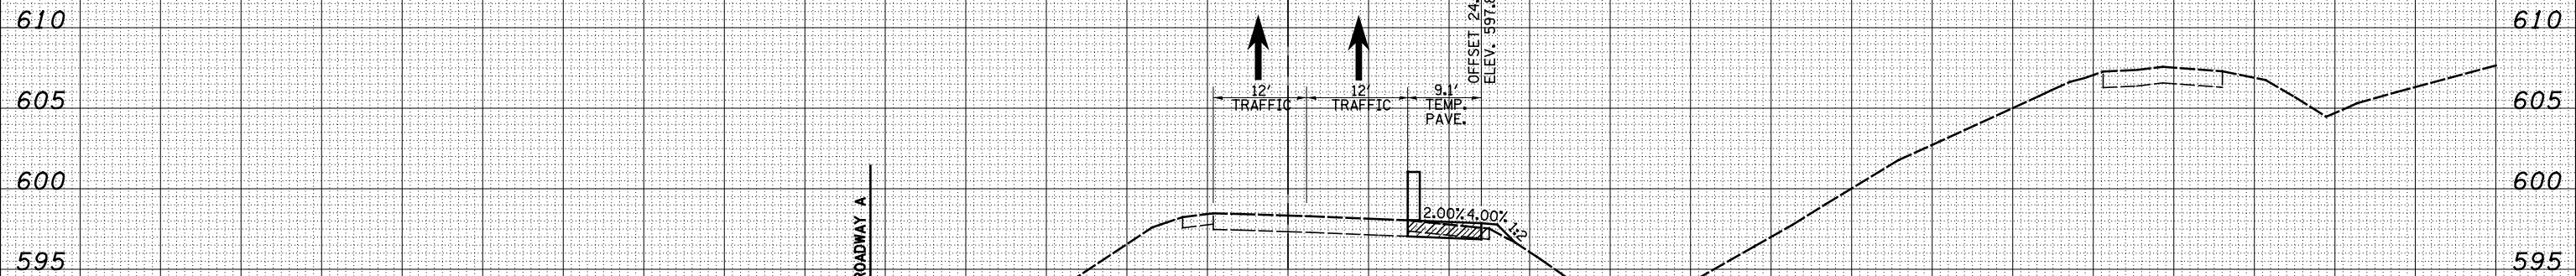 610
610
OFFSET 24.
ELEV. 597.8
12'
TRAFFIC
12'
TRAFFIC
9.1'
TEMP.
PAVE.
605
605
600
600
ROADWAY A
2.00% 4.00%
1:2
595
595